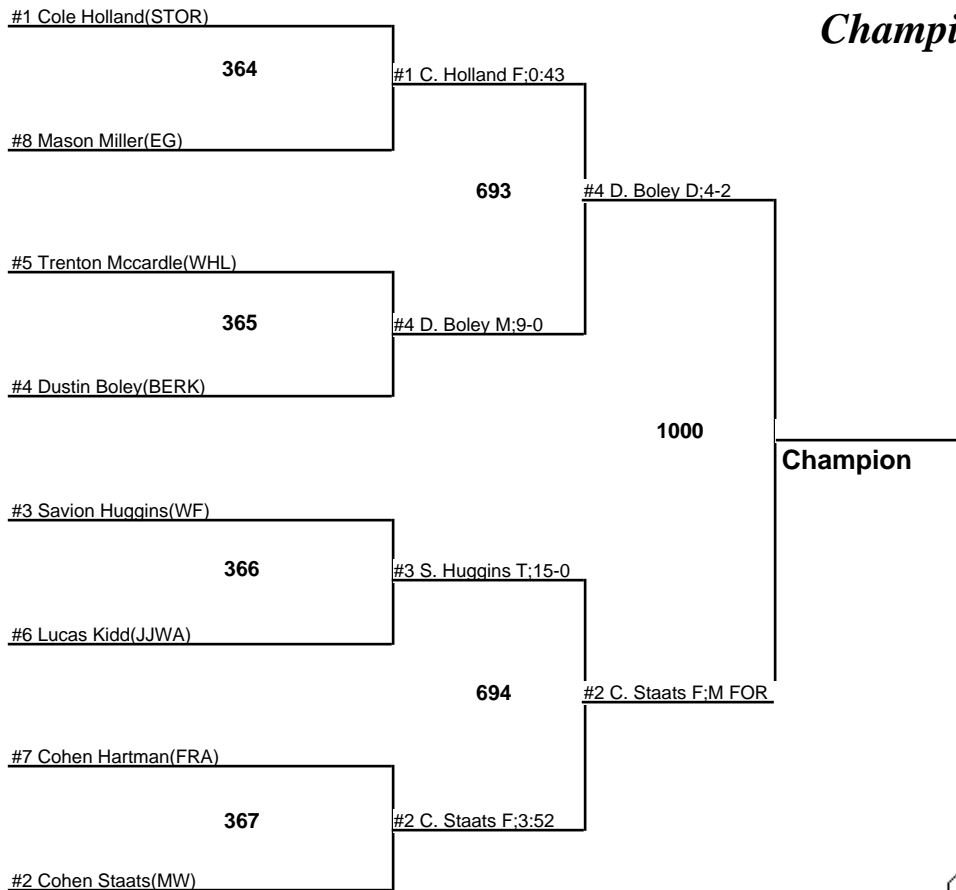 #1 Cole Holland(STOR)
Champi
364
#1 C. Holland F;0:43
#8 Mason Miller(EG)
693
#4 D. Boley D;4-2
#5 Trenton Mccardle(WHL)
365
#4 D. Boley M;9-0
#4 Dustin Boley(BERK)
1000
Champion
#3 Savion Huggins(WF)
366
#3 S. Huggins T;15-0
#6 Lucas Kidd(JJWA)
694
#2 C. Staats F;M FOR
#7 Cohen Hartman(FRA)
367
#2 C. Staats F;3:52
#2 Cohen Staats(MW)